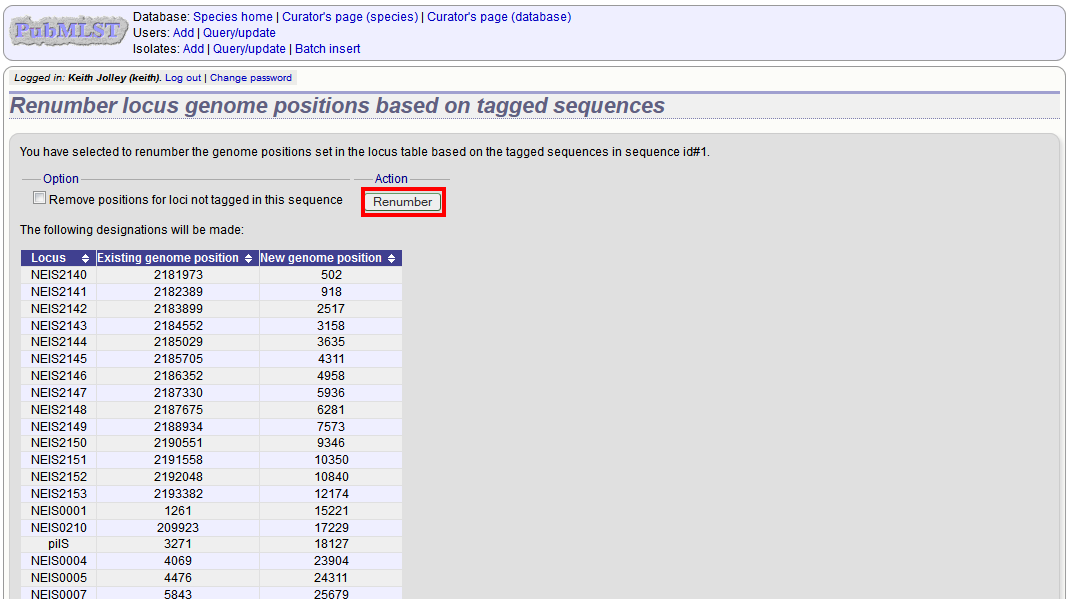 PubMLST
Database: Species home | Curator's page (species) | Curator's page (database)
Users: Add | Query/update
Isolates: Add | Query/update | Batch insert
Logged in: Keith Jolley (keith). Log out | Change password
Renumber locus genome positions based on tagged sequences
You have selected to renumber the genome positions set in the locus table based on the tagged sequences in sequence id#1.
Option Action
Remove positions for loci not tagged in this sequence Renumber
The following designations will be made:
Locus Existing genome position New genome position
NEIS2140 2181973 502
NEIS2141 2182389 918
NEIS2142 2183899 2517
NEIS2143 2184552 3158
NEIS2144 2185029 3635
NEIS2145 2185705 4311
NEIS2146 2186352 4958
NEIS2147 2187330 5936
NEIS2148 2187675 6281
NEIS2149 2188934 7573
NEIS2150 2190551 9346
NEIS2151 2191558 10350
NEIS2152 2192048 10840
NEIS2153 2193382 12174
NEIS0001 1261 15221
NEIS0210 209923 17229
pilS 3271 18127
NEIS0004 4069 23904
NEIS0005 4476 24311
NEIS0007 5843 25679